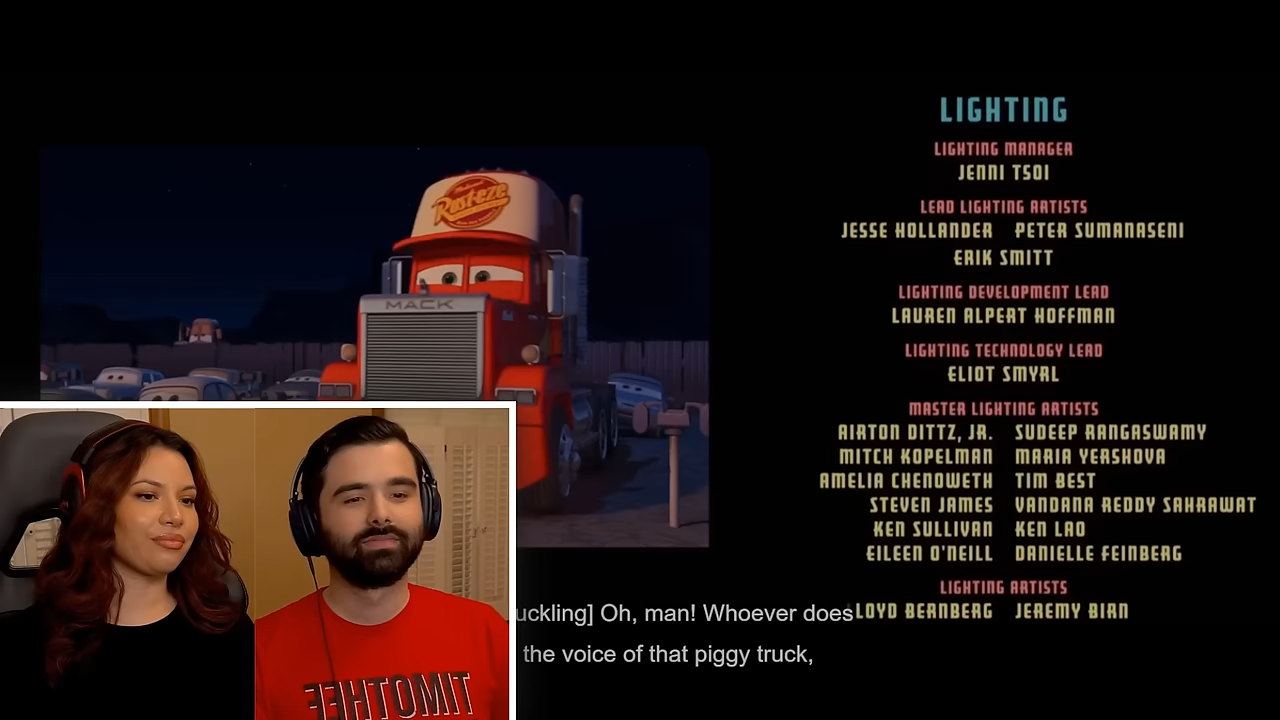 LIGHTING
LIGHTING MANAGER
JENNI TSOI
LEAD LIGHTING ARTISTS
JESSE HOLLANDER PETER SUMANASENI
ERIK SMITT
LIGHTING DEVELOPMENT LEAD
LAUREN ALPERT HOFFMAN
LIGHTING TECHNOLOGY LEAD
ELIOT SMYRL
MASTER LIGHTING ARTISTS
AIRTON DITTZ, JR. SUDEEP RANGASWAMY
MITCH KOPELMAN MARIA YERSHOVA
AMELIA CHENOWETH TIM BEST
STEVEN JAMES VANDANA REDDY SAHRAWAT
KEN SULLIVAN KEN LAO
EILEEN O'NEILL DANIELLE FEINBERG
LIGHTING ARTISTS
LOYD BERNBERG JEREMY BIRN
Rust-eze
MACK
uckling] Oh, man! Whoever does
the voice of that piggy truck,
TIMOTHEE